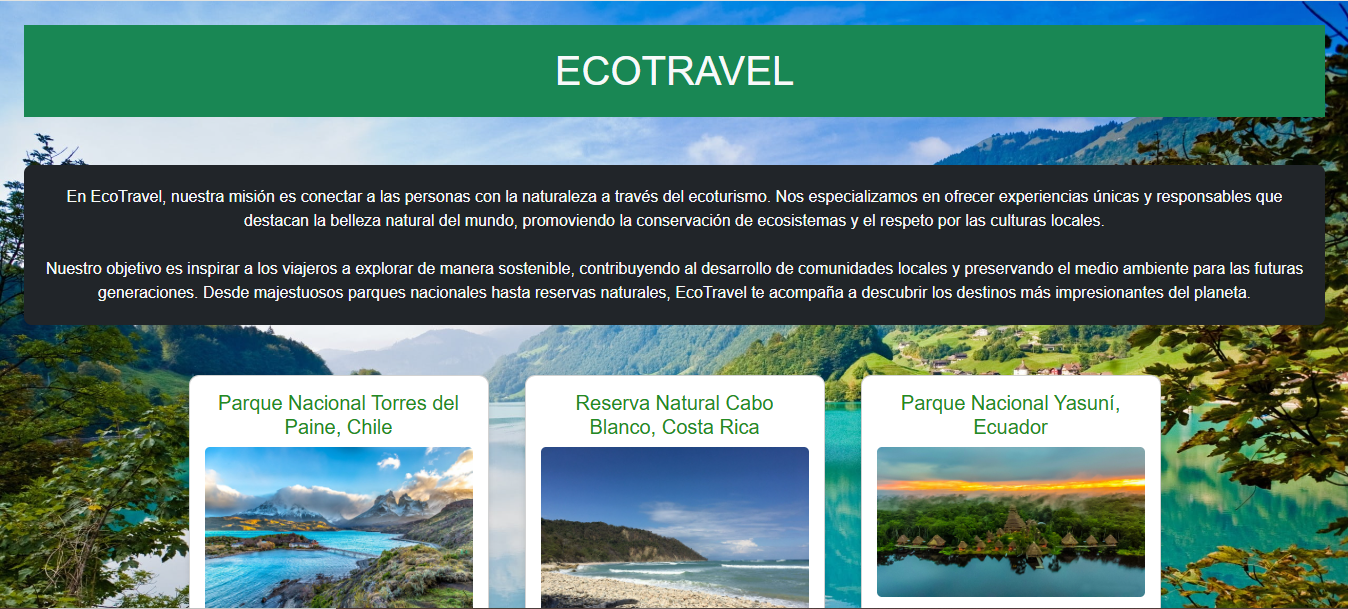 ECOTRAVEL
En EcoTravel, nuestra misión es conectar a las personas con la naturaleza a través del ecoturismo. Nos especializamos en ofrecer experiencias únicas y responsables que
destacan la belleza natural del mundo, promoviendo la conservación de ecosistemas y el respeto por las culturas locales.
Nuestro objetivo es inspirar a los viajeros a explorar de manera sostenible, contribuyendo al desarrollo de comunidades locales y preservando el medio ambiente para las futuras
generaciones. Desde majestuosos parques nacionales hasta reservas naturales, EcoTravel te acompaña a descubrir los destinos más impresionantes del planeta.
Parque Nacional Torres del
Paine, Chile
Reserva Natural Cabo
Blanco, Costa Rica
Parque Nacional Yasuní,
Ecuador